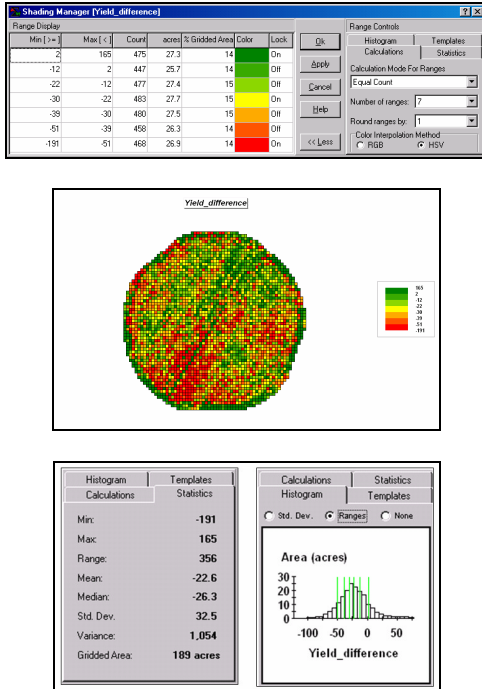 Shading Manager [Yield_difference]
Range Display
Min [ >= ] Max [ < ] Count acres % Gridded Area Color Lock
2 165 475 27.3 14 On
-12 2 447 25.7 14 Off
-22 -12 477 27.4 15 Off
-30 -22 483 27.7 15 On
-39 -30 480 27.5 15 Off
-51 -39 458 26.3 14 Off
-191 -51 468 26.9 14 On
Ok
Apply
Cancel
Help
<< Less
Range Controls
Histogram Templates
Calculations Statistics
Calculation Mode For Ranges
Equal Count
Number of ranges: 7
Round ranges by: 1
Color Interpolation Method
RGB HSV
Yield_difference
165
2
-12
-22
-30
-39
-51
-191
Histogram Templates
Calculations Statistics
Min: -191
Max: 165
Range: 356
Mean: -22.6
Median: -26.3
Std. Dev. 32.5
Variance: 1,054
Gridded Area: 189 acres
Calculations Statistics
Histogram Templates
Std. Dev. Ranges None
Area (acres)
30
20
10
0
-100 -50 0 50
Yield_difference